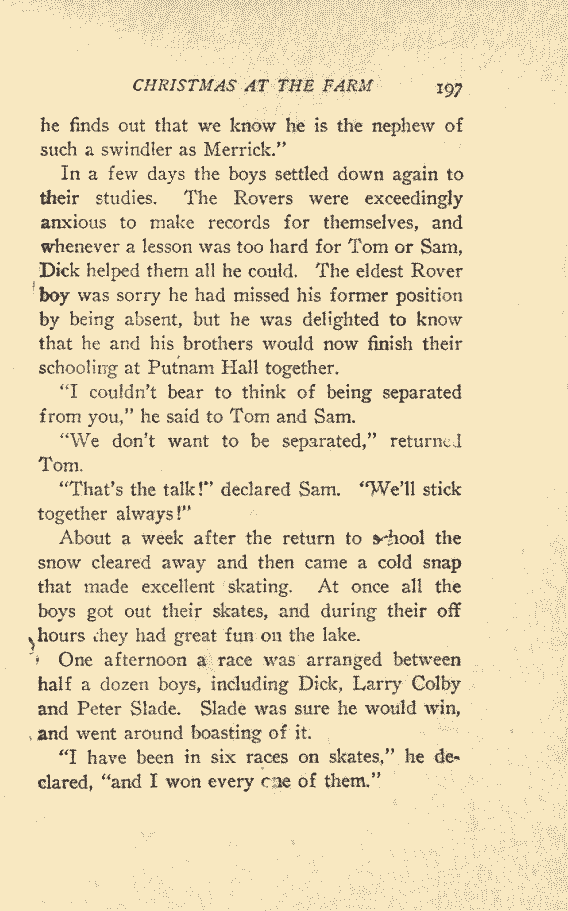 CHRISTMAS AT THE FARM 197
he finds out that we know he is the nephew of
such a swindler as Merrick."
In a few days the boys settled down again to
their studies. The Rovers were exceedingly
anxious to make records for themselves, and
whenever a lesson was too hard for Tom or Sam,
Dick helped them all he could. The eldest Rover
boy was sorry he had missed his former position
by being absent, but he was delighted to know
that he and his brothers would now finish their
schooling at Putnam Hall together.
"I couldn't bear to think of being separated
from you," he said to Tom and Sam.
"We don't want to be separated," returned
Tom.
"That's the talk!" declared Sam. "We'll stick
together always!"
About a week after the return to school the
snow cleared away and then came a cold snap
that made excellent skating. At once all the
boys got out their skates, and during their off
hours they had great fun on the lake.
One afternoon a race was arranged between
half a dozen boys, including Dick, Larry Colby
and Peter Slade. Slade was sure he would win,
and went around boasting of it.
"I have been in six races on skates," he de-
clared, "and I won every one of them."